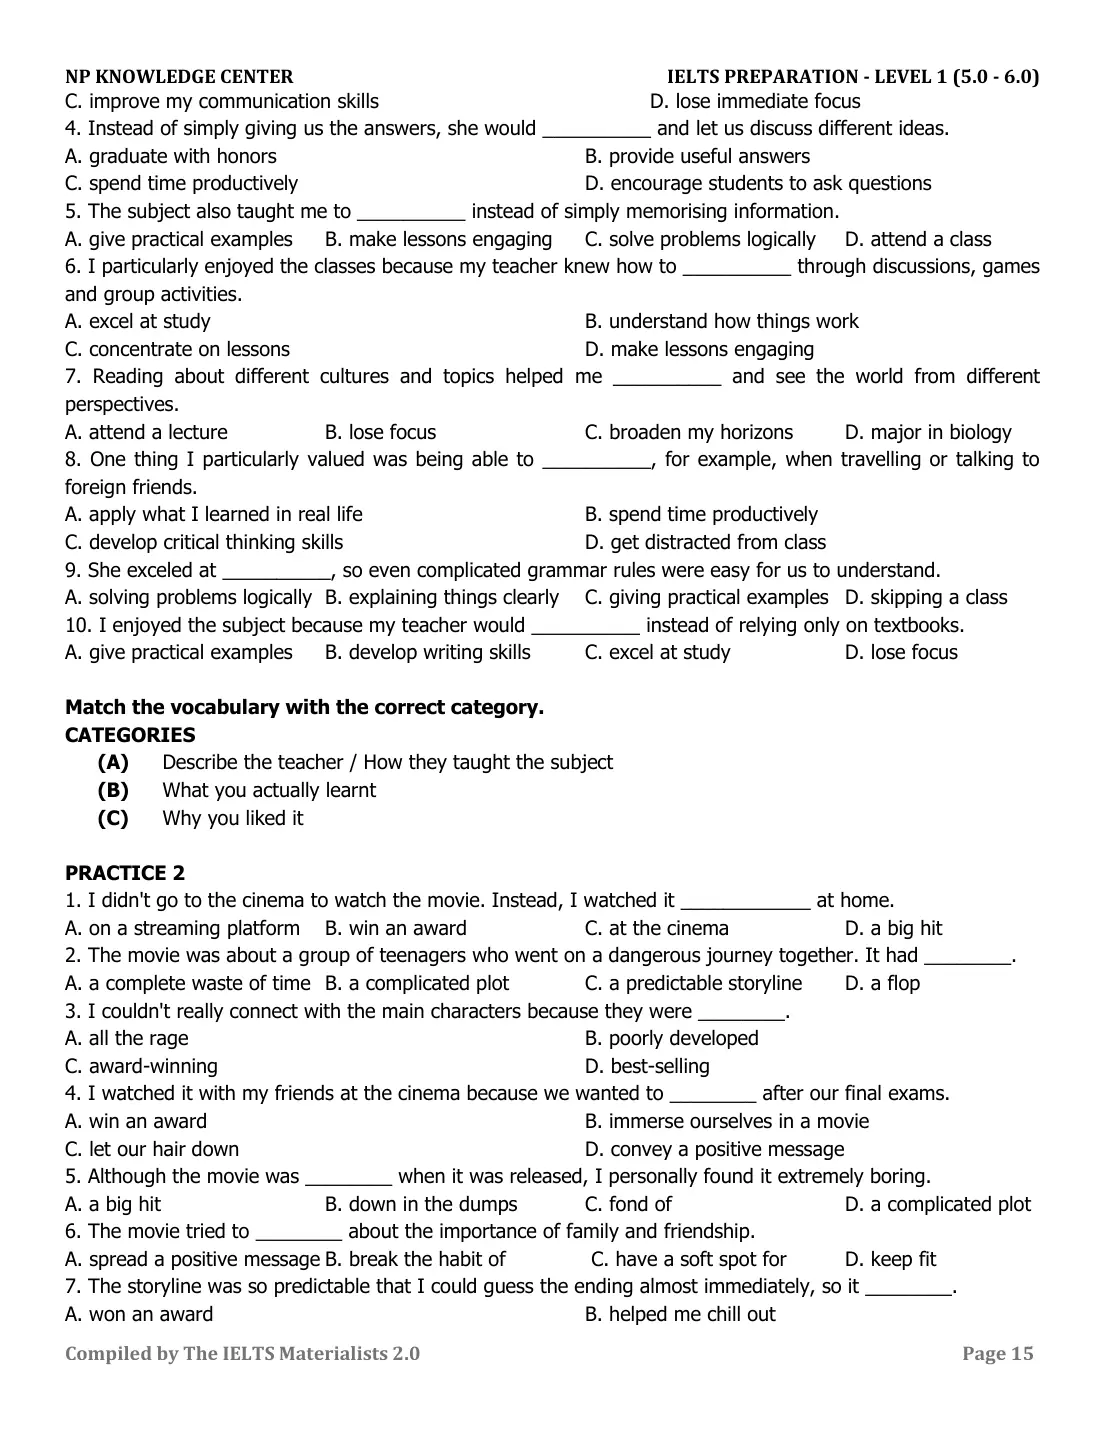 NP KNOWLEDGE CENTER IELTS PREPARATION - LEVEL 1 (5.0 - 6.0)
C. improve my communication skills D. lose immediate focus
4. Instead of simply giving us the answers, she would __________ and let us discuss different ideas.
A. graduate with honors B. provide useful answers
C. spend time productively D. encourage students to ask questions
5. The subject also taught me to __________ instead of simply memorising information.
A. give practical examples B. make lessons engaging C. solve problems logically D. attend a class
6. I particularly enjoyed the classes because my teacher knew how to __________ through discussions, games
and group activities.
A. excel at study B. understand how things work
C. concentrate on lessons D. make lessons engaging
7. Reading about different cultures and topics helped me __________ and see the world from different
perspectives.
A. attend a lecture B. lose focus C. broaden my horizons D. major in biology
8. One thing I particularly valued was being able to __________, for example, when travelling or talking to
foreign friends.
A. apply what I learned in real life B. spend time productively
C. develop critical thinking skills D. get distracted from class
9. She exceled at __________, so even complicated grammar rules were easy for us to understand.
A. solving problems logically B. explaining things clearly C. giving practical examples D. skipping a class
10. I enjoyed the subject because my teacher would __________ instead of relying only on textbooks.
A. give practical examples B. develop writing skills C. excel at study D. lose focus
Match the vocabulary with the correct category.
CATEGORIES
(A) Describe the teacher / How they taught the subject
(B) What you actually learnt
(C) Why you liked it
PRACTICE 2
1. I didn't go to the cinema to watch the movie. Instead, I watched it ____________ at home.
A. on a streaming platform B. win an award C. at the cinema D. a big hit
2. The movie was about a group of teenagers who went on a dangerous journey together. It had ________.
A. a complete waste of time B. a complicated plot C. a predictable storyline D. a flop
3. I couldn't really connect with the main characters because they were ________.
A. all the rage B. poorly developed
C. award-winning D. best-selling
4. I watched it with my friends at the cinema because we wanted to ________ after our final exams.
A. win an award B. immerse ourselves in a movie
C. let our hair down D. convey a positive message
5. Although the movie was ________ when it was released, I personally found it extremely boring.
A. a big hit B. down in the dumps C. fond of D. a complicated plot
6. The movie tried to ________ about the importance of family and friendship.
A. spread a positive message B. break the habit of C. have a soft spot for D. keep fit
7. The storyline was so predictable that I could guess the ending almost immediately, so it ________.
A. won an award B. helped me chill out
Compiled by The IELTS Materialists 2.0 Page 15